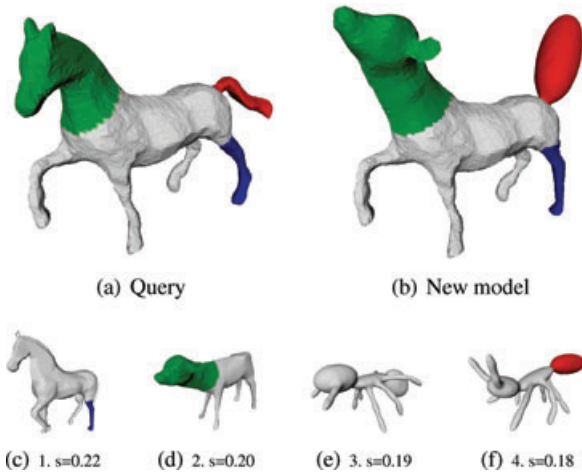 (a) Query
(b) New model
(c) 1. s=0.22
(d) 2. s=0.20
(e) 3. s=0.19
(f) 4. s=0.18